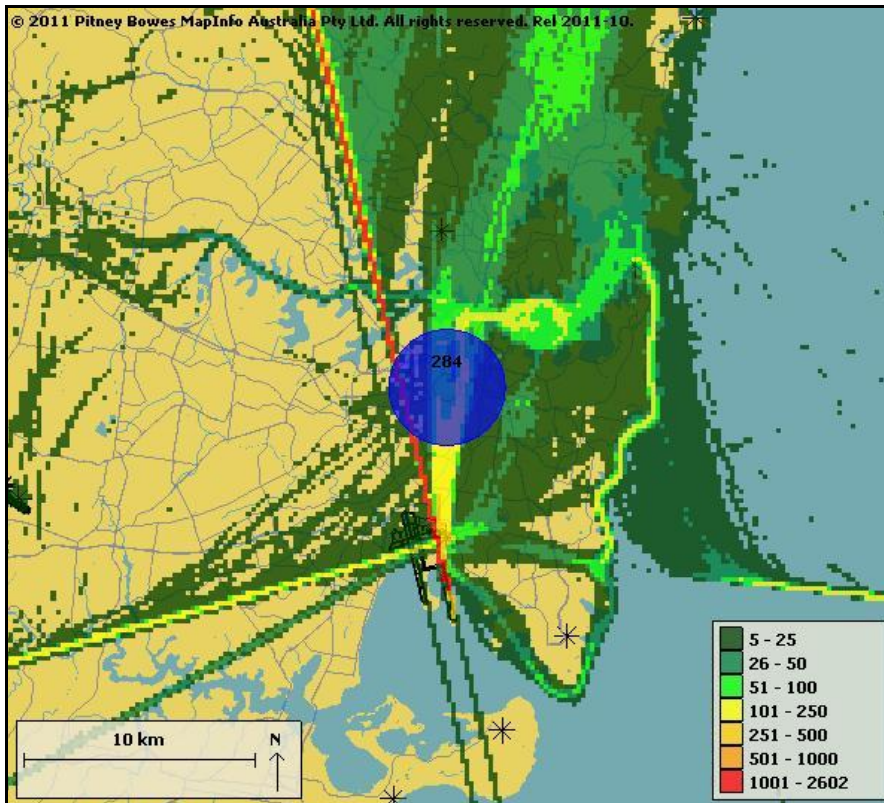 © 2011 Pitney Bowes MapInfo Australia Pty Ltd. All rights reserved. Rel 2011-10.
284
5 - 25
26 - 50
51 - 100
101 - 250
251 - 500
501 - 1000
1001 - 2602
10 km
N